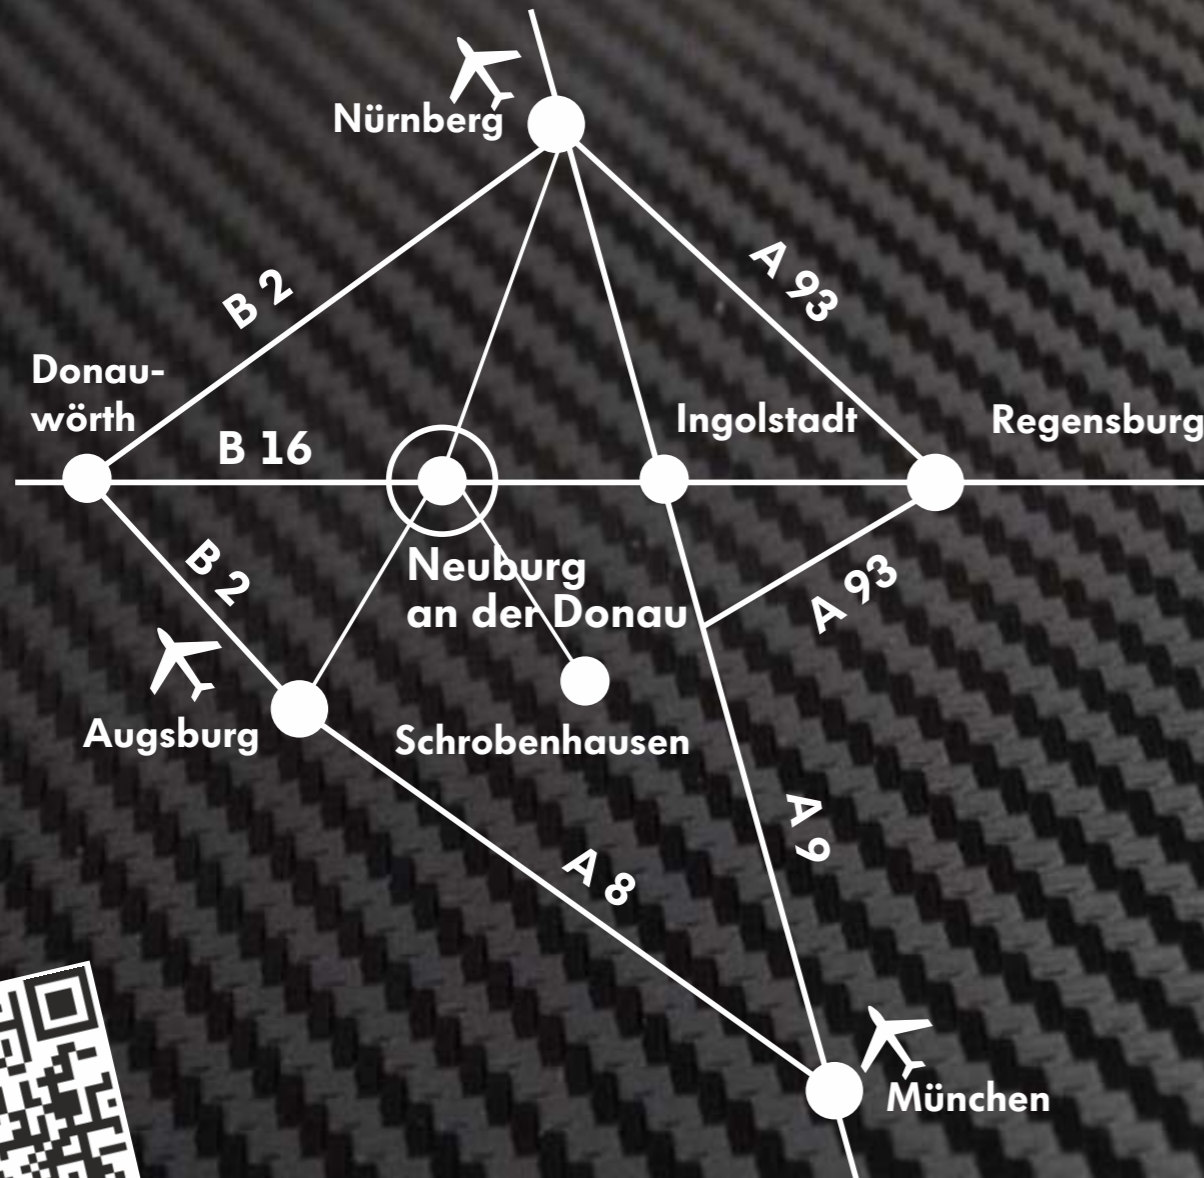 Nürnberg
A 93
B 2
Donau-
wörth
Ingolstadt
Regensburg
B 16
B 2
Neuburg
an der Donau
A 93
Augsburg
Schrobenhausen
A 9
A 8
München